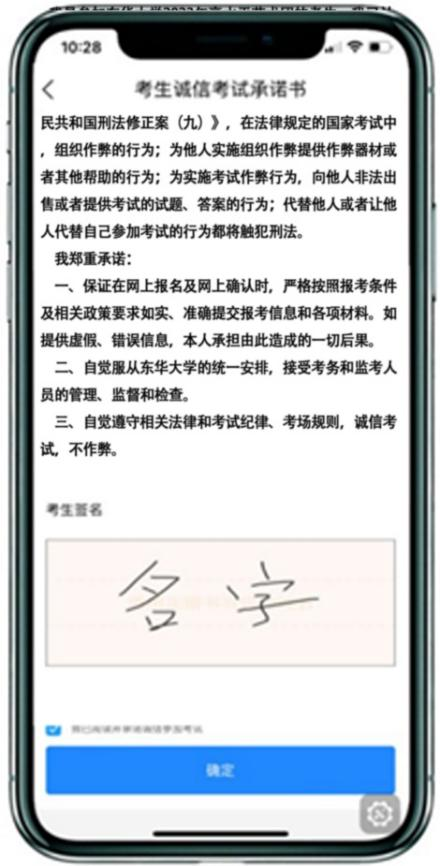 10:28
考生诚信考试承诺书
民共和国刑法修正案（九）》，在法律规定的国家考试中
，组织作弊的行为；为他人实施组织作弊提供作弊器材或
者其他帮助的行为；为实施考试作弊行为，向他人非法出
售或者提供考试的试题、答案的行为；代替他人或者让他
人代替自己参加考试的行为都将触犯刑法。
我郑重承诺：
一、保证在网上报名及网上确认时，严格按照报考条件
及相关政策要求如实、准确提交报考信息和各项材料。如
提供虚假、错误信息，本人承担由此造成的一切后果。
二、自觉服从东华大学的统一安排，接受考务和监考人
员的管理、监督和检查。
三、自觉遵守相关法律和考试纪律、考场规则，诚信考
试，不作弊。
考生签名
名字
确定